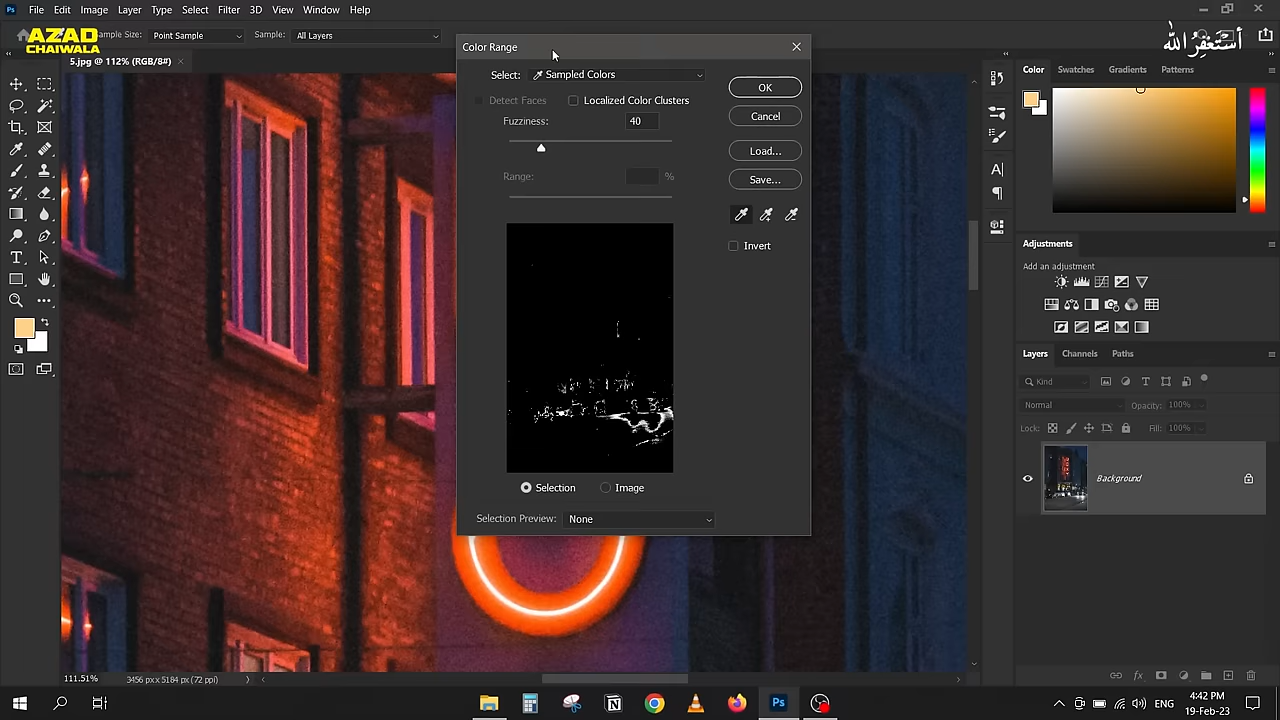 Ps File Edit Image Layer Type Select Filter 3D View Window Help
AZAD
CHAIWALA
Sample Size: Point Sample Sample: All Layers
أستغفر الله
5.jpg @ 112% (RGB/8#)
Color Range
Select: Sampled Colors
Detect Faces Localized Color Clusters
Fuzziness: 40
Range: %
OK
Cancel
Load...
Save...
Invert
Selection Image
Selection Preview: None
Color Swatches Gradients Patterns
Adjustments
Add an adjustment
Layers Channels Paths
Kind
Normal Opacity: 100%
Lock: Fill: 100%
Background
111.51% 3456 px x 5184 px (72 ppi)
Ps
ENG
4:42 PM
19-Feb-23